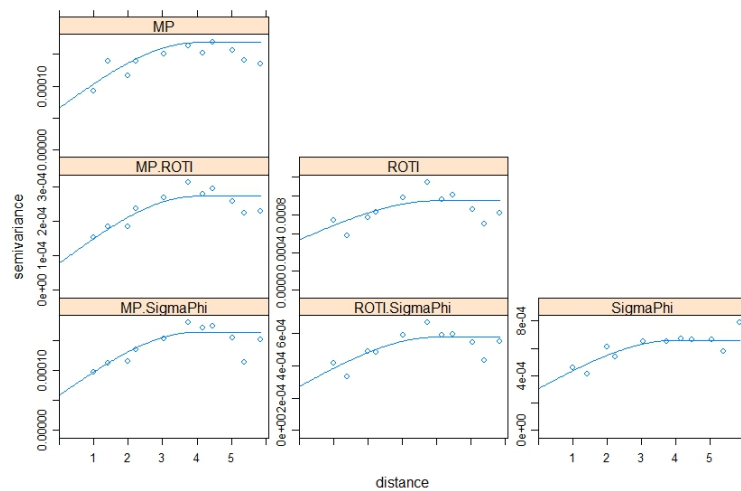 MP
0.00010
0.00000
MP.ROTI
ROTI
3e-04
2e-04
1e-04
0e+00
0.0008
0.0004
0.0000
semivariance
MP.SigmaPhi
ROTI.SigmaPhi
SigmaPhi
0.00010
0.00000
6e-04
4e-04
2e-04
0e+00
8e-04
4e-04
0e+00
1 2 3 4 5
1 2 3 4 5
distance